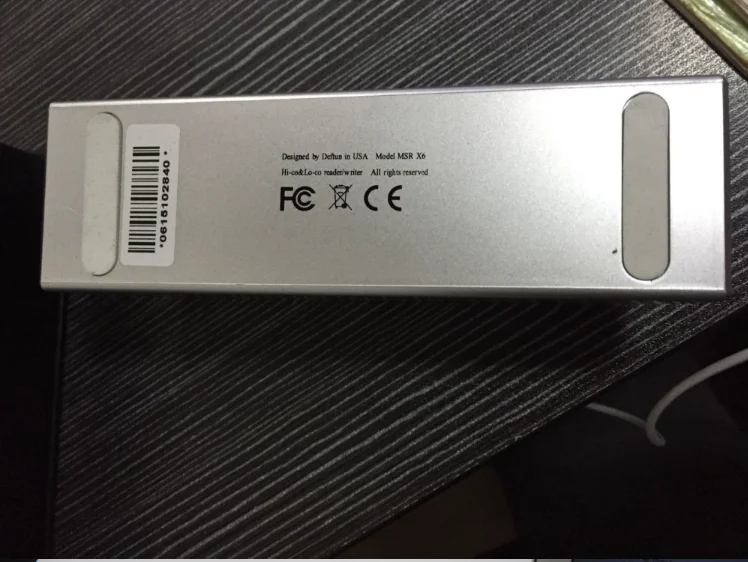 Designed by Deftun in USA Model MSR X6
Hi-co&Lo-co reader/writer All rights reserved
FC CE
*0615102840*